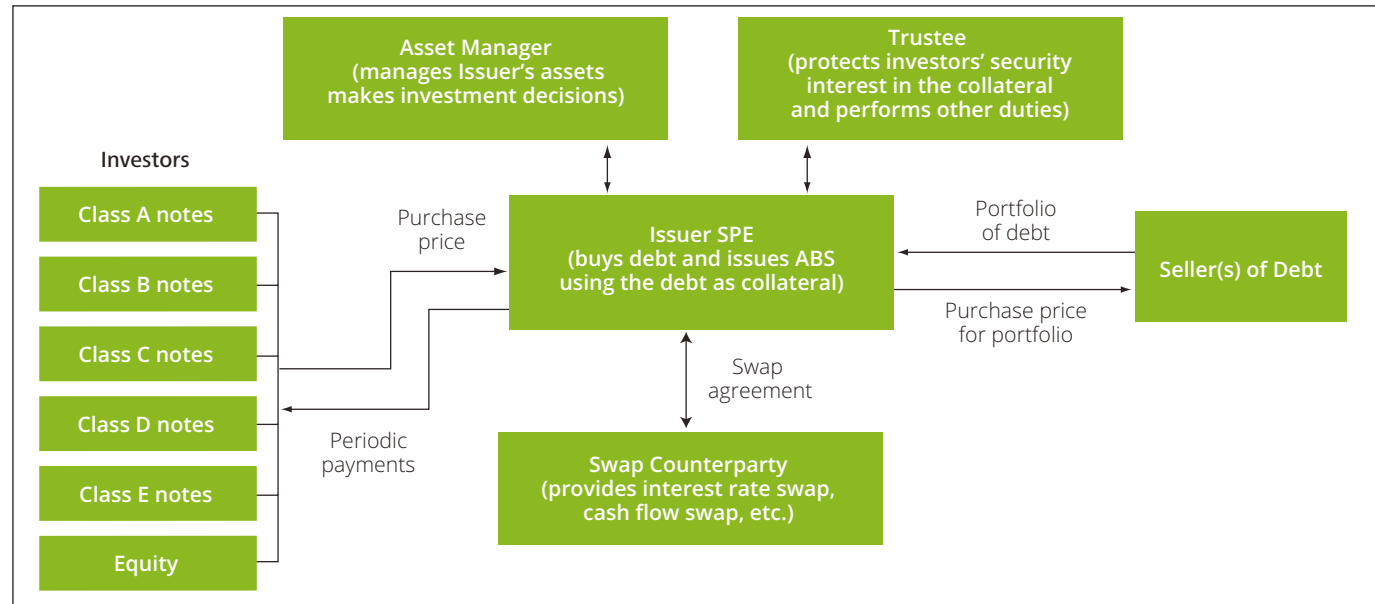 Asset Manager
(manages Issuer's assets
makes investment decisions)
Trustee
(protects investors’ security
interest in the collateral
and performs other duties)
Investors
Class A notes
Class B notes
Class C notes
Class D notes
Class E notes
Equity
Purchase
price
Periodic
payments
Issuer SPE
(buys debt and issues ABS
using the debt as collateral)
Portfolio
of debt
Purchase price
for portfolio
Seller(s) of Debt
Swap
agreement
Swap Counterparty
(provides interest rate swap,
cash flow swap, etc.)